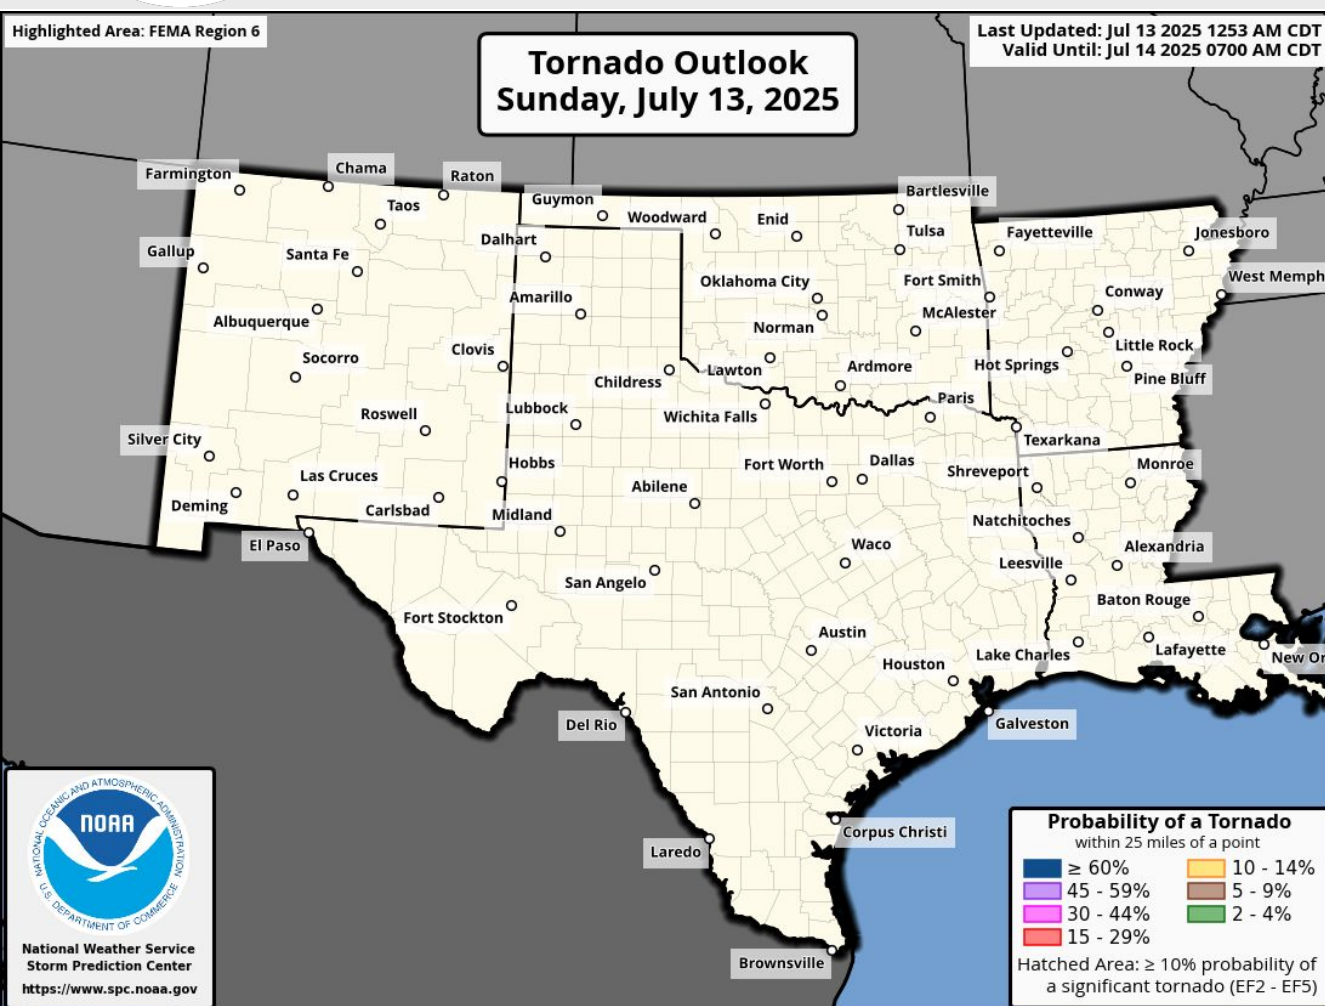 Highlighted Area: FEMA Region 6
Last Updated: Jul 13 2025 1253 AM CDT
Valid Until: Jul 14 2025 0700 AM CDT
Tornado Outlook
Sunday, July 13, 2025
Farmington
Chama
Raton
Taos
Guymon
Woodward
Enid
Bartlesville
Tulsa
Fayetteville
Jonesboro
Gallup
Santa Fe
Dalhart
Oklahoma City
Fort Smith
Conway
West Memph
Albuquerque
Amarillo
Norman
McAlester
Little Rock
Socorro
Clovis
Childress
Lawton
Ardmore
Hot Springs
Pine Bluff
Roswell
Lubbock
Wichita Falls
Paris
Texarkana
Silver City
Las Cruces
Hobbs
Fort Worth
Dallas
Shreveport
Monroe
Deming
Carlsbad
Midland
Abilene
Natchitoches
El Paso
San Angelo
Waco
Leesville
Alexandria
Fort Stockton
Austin
Baton Rouge
Houston
Lake Charles
Lafayette
New Or
Del Rio
San Antonio
Victoria
Galveston
Laredo
Corpus Christi
Brownsville
NATIONAL OCEANIC AND ATMOSPHERIC ADMINISTRATION
NOAA
U.S. DEPARTMENT OF COMMERCE
National Weather Service
Storm Prediction Center
https://www.spc.noaa.gov
Probability of a Tornado
within 25 miles of a point
≥ 60%
10 - 14%
45 - 59%
5 - 9%
30 - 44%
2 - 4%
15 - 29%
Hatched Area: ≥ 10% probability of
a significant tornado (EF2 - EF5)